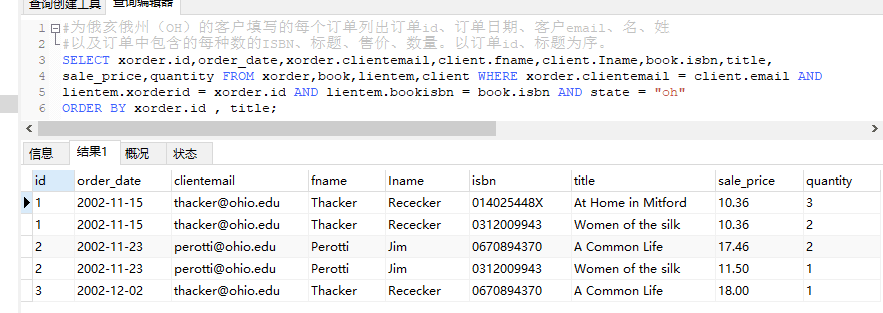 查询创建工具 查询编辑器
1 #为俄亥俄州（OH）的客户填写的每个订单列出订单id、订单日期、客户email、名、姓
2 #以及订单中包含的每种数的ISBN、标题、售价、数量。以订单id、标题为序。
3 SELECT xorder.id,order_date,xorder.clientemail,client.fname,client.Iname,book.isbn,title,
4 sale_price,quantity FROM xorder,book,lientem,client WHERE xorder.clientemail = client.email AND
5 lientem.xorderid = xorder.id AND lientem.bookisbn = book.isbn AND state = "oh"
6 ORDER BY xorder.id , title;
信息 结果1 概况 状态
id order_date clientemail fname Iname isbn title sale_price quantity
1 2002-11-15 thacker@ohio.edu Thacker Rececker 014025448X At Home in Mitford 10.36 3
1 2002-11-15 thacker@ohio.edu Thacker Rececker 0312009943 Women of the silk 10.36 2
2 2002-11-23 perotti@ohio.edu Perotti Jim 0670894370 A Common Life 17.46 2
2 2002-11-23 perotti@ohio.edu Perotti Jim 0312009943 Women of the silk 11.50 1
3 2002-12-02 thacker@ohio.edu Thacker Rececker 0670894370 A Common Life 18.00 1